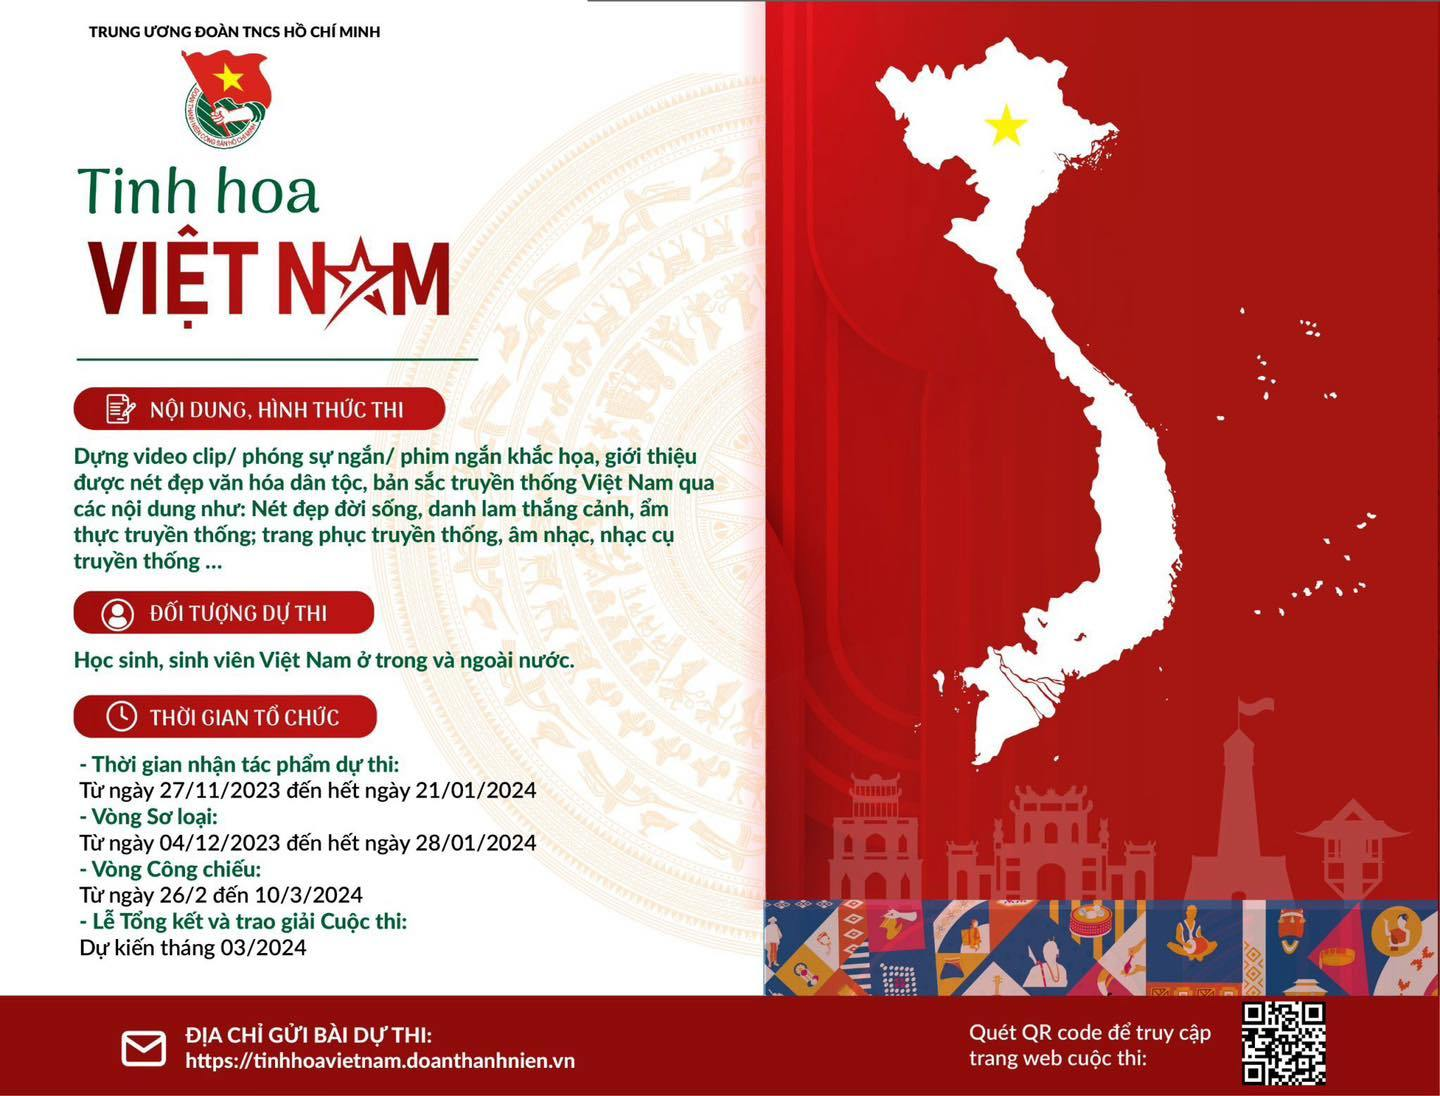 TRUNG ƯƠNG ĐOÀN TNCS HỒ CHÍ MINH
ĐOÀN THANH NIÊN CỘNG SẢN HỒ CHÍ MINH
Tinh hoa
VIỆT NAM
NỘI DUNG, HÌNH THỨC THI
Dựng video clip/ phóng sự ngắn/ phim ngắn khắc họa, giới thiệu
được nét đẹp văn hóa dân tộc, bản sắc truyền thống Việt Nam qua
các nội dung như: Nét đẹp đời sống, danh lam thắng cảnh, ẩm
thực truyền thống; trang phục truyền thống, âm nhạc, nhạc cụ
truyền thống ...
ĐỐI TƯỢNG DỰ THI
Học sinh, sinh viên Việt Nam ở trong và ngoài nước.
THỜI GIAN TỔ CHỨC
- Thời gian nhận tác phẩm dự thi:
Từ ngày 27/11/2023 đến hết ngày 21/01/2024
- Vòng Sơ loại:
Từ ngày 04/12/2023 đến hết ngày 28/01/2024
- Vòng Công chiếu:
Từ ngày 26/2 đến 10/3/2024
- Lễ Tổng kết và trao giải Cuộc thi:
Dự kiến tháng 03/2024
ĐỊA CHỈ GỬI BÀI DỰ THI:
https://tinhhoavietnam.doanthanhnien.vn
Quét QR code để truy cập
trang web cuộc thi: